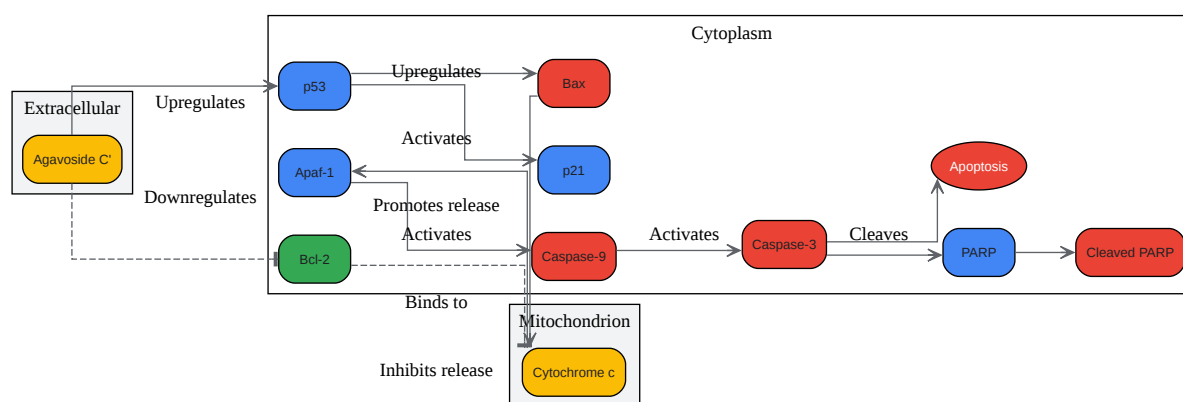 Cytoplasm
Upregulates
p53
Bax
Extracellular
Upregulates
Agavoside C'
Activates
Apaf-1
p21
Apoptosis
Downregulates
Promotes release
Activates
Activates
Cleaves
Bcl-2
Caspase-9
Caspase-3
PARP
Cleaved PARP
Binds to
Mitochondrion
Inhibits release
Cytochrome c